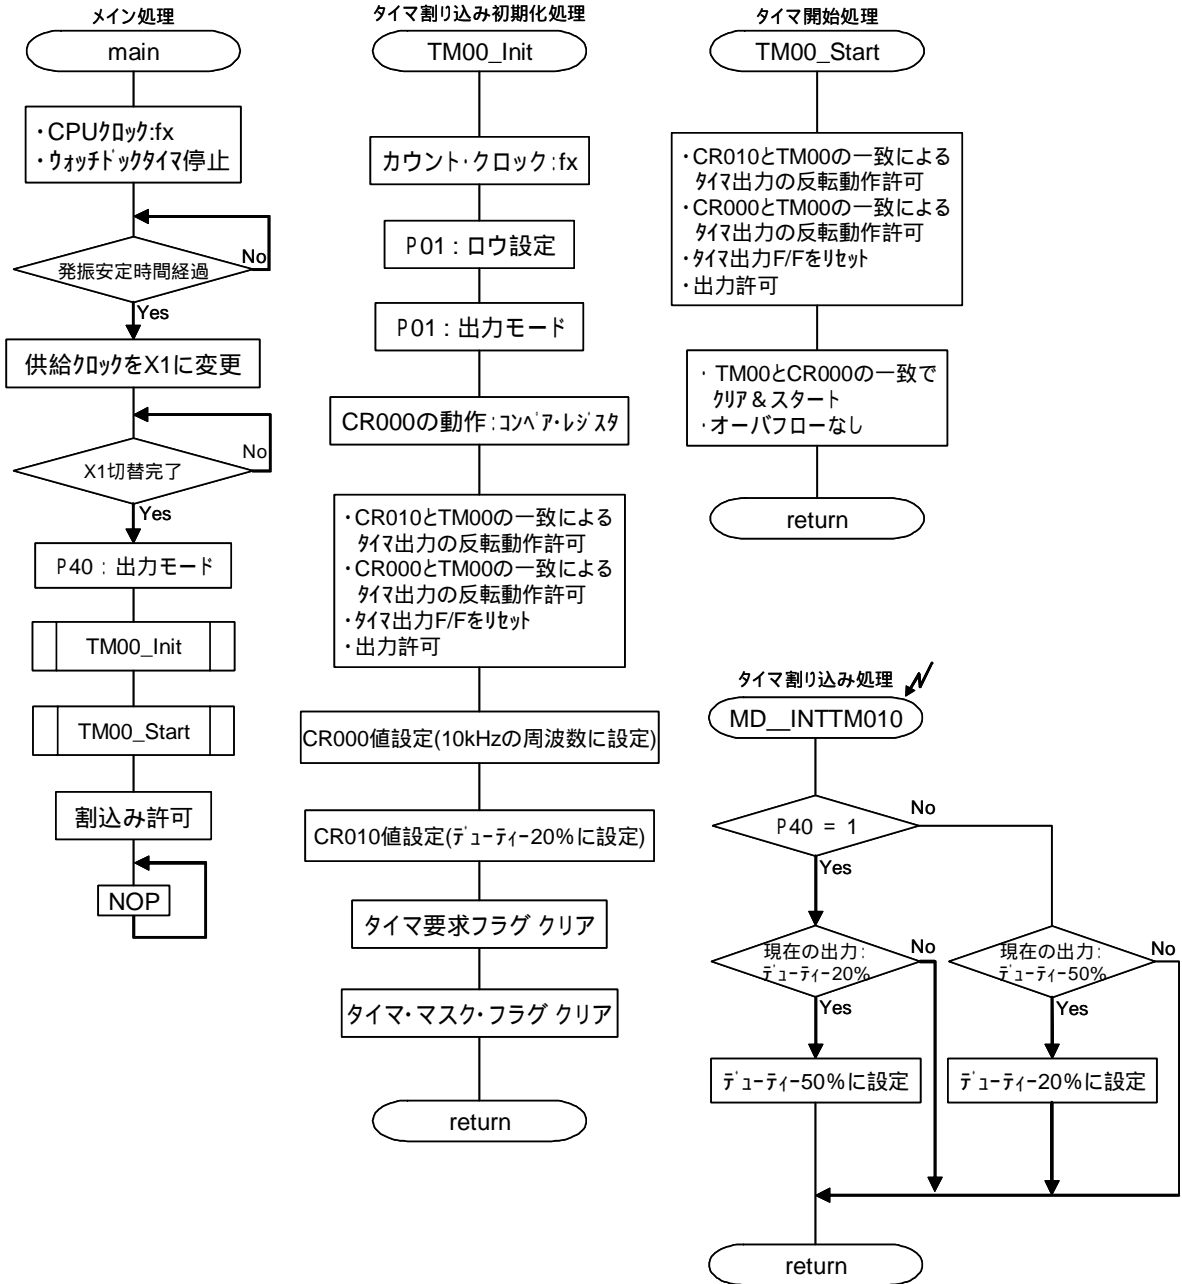 メイン処理
main
・CPUｸﾛｯｸ:fx
・ｳｫｯﾁﾄﾞｯｸﾀｲﾏ停止
発振安定時間経過
No
Yes
供給ｸﾛｯｸをX1に変更
X1切替完了
No
Yes
P40：出力モード
TM00_Init
TM00_Start
割込み許可
NOP
タイマ割り込み初期化処理
TM00_Init
カウント・クロック：fx
P01：ロウ設定
P01：出力モード
CR000の動作：ｺﾝﾍﾟｱ・ﾚｼﾞｽﾀ
・CR010とTM00の一致による
ﾀｲﾏ出力の反転動作許可
・CR000とTM00の一致による
ﾀｲﾏ出力の反転動作許可
・ﾀｲﾏ出力F/Fをﾘｾｯﾄ
・出力許可
CR000値設定(10kHzの周波数に設定)
CR010値設定(ﾃﾞｭｰﾃｨｰ20%に設定)
タイマ要求フラグ クリア
タイマ・マスク・フラグ クリア
return
タイマ開始処理
TM00_Start
・CR010とTM00の一致による
ﾀｲﾏ出力の反転動作許可
・CR000とTM00の一致による
ﾀｲﾏ出力の反転動作許可
・ﾀｲﾏ出力F/Fをﾘｾｯﾄ
・出力許可
・TM00とCR000の一致で
ｸﾘｱ＆スタート
・オーバフローなし
return
タイマ割り込み処理
MD__INTTM010
P40 = 1
No
Yes
現在の出力：
ﾃﾞｭｰﾃｨｰ20%
No
Yes
現在の出力：
ﾃﾞｭｰﾃｨｰ50%
No
Yes
ﾃﾞｭｰﾃｨｰ50%に設定
ﾃﾞｭｰﾃｨｰ20%に設定
return